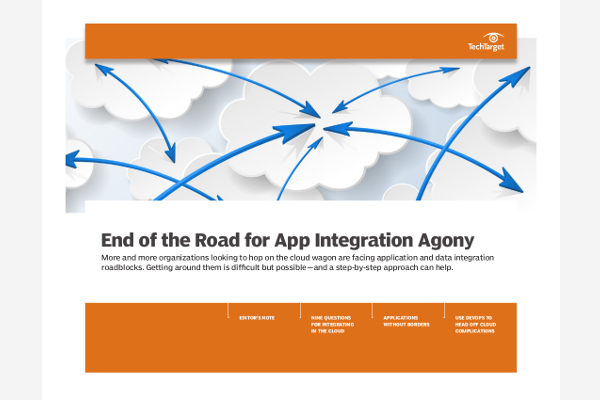 TechTarget
End of the Road for App Integration Agony
More and more organizations looking to hop on the cloud wagon are facing application and data integration
roadblocks. Getting around them is difficult but possible—and a step-by-step approach can help.
EDITOR'S NOTE
NINE QUESTIONS
FOR INTEGRATING
IN THE CLOUD
APPLICATIONS
WITHOUT BORDERS
USE DEVOPS TO
HEAD OFF CLOUD
COMPLICATIONS